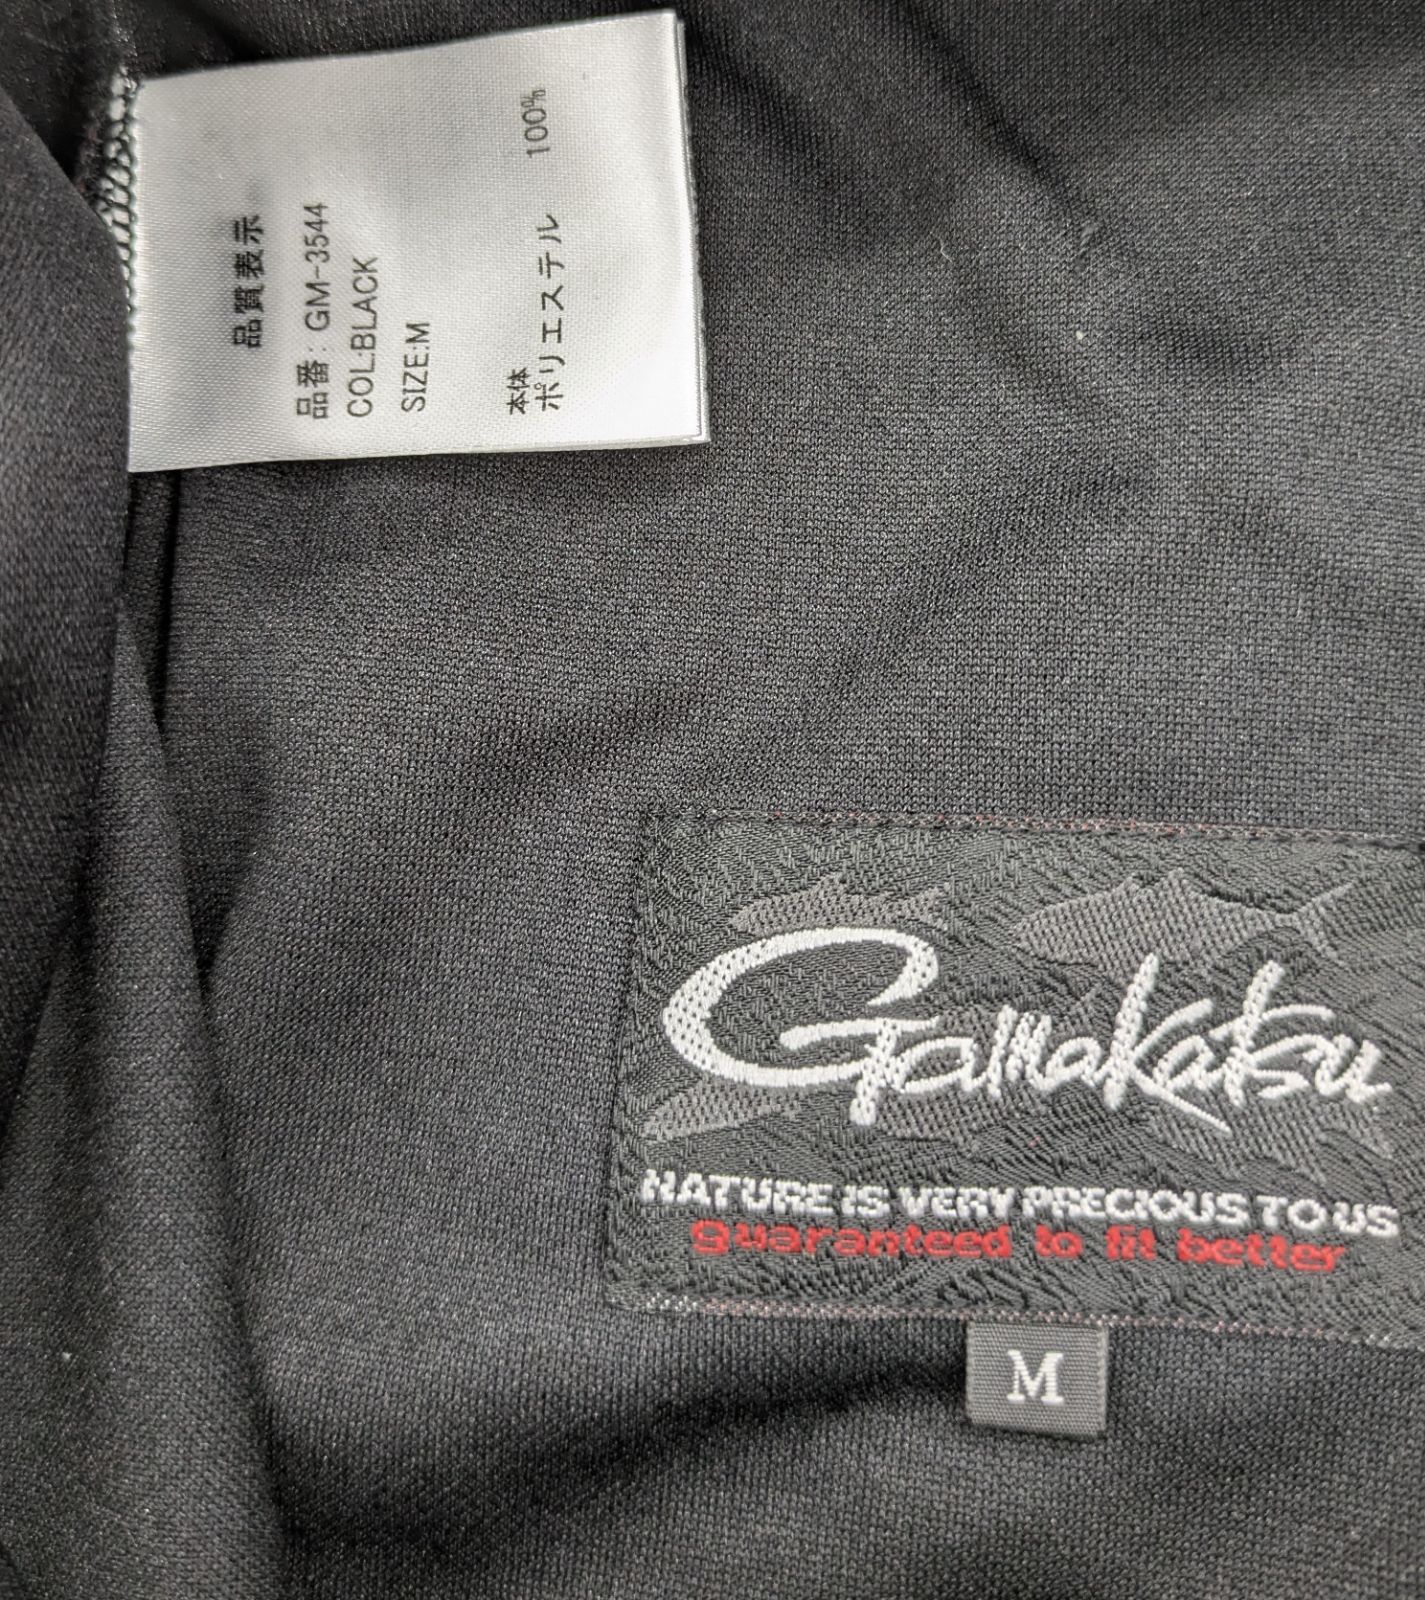 品質表示
品番: GM-3544
COL:BLACK
SIZE:M
本体
ポリエステル 100%
Gamakatsu
NATURE IS VERY PRECIOUS TO US
guaranteed to fit better
M